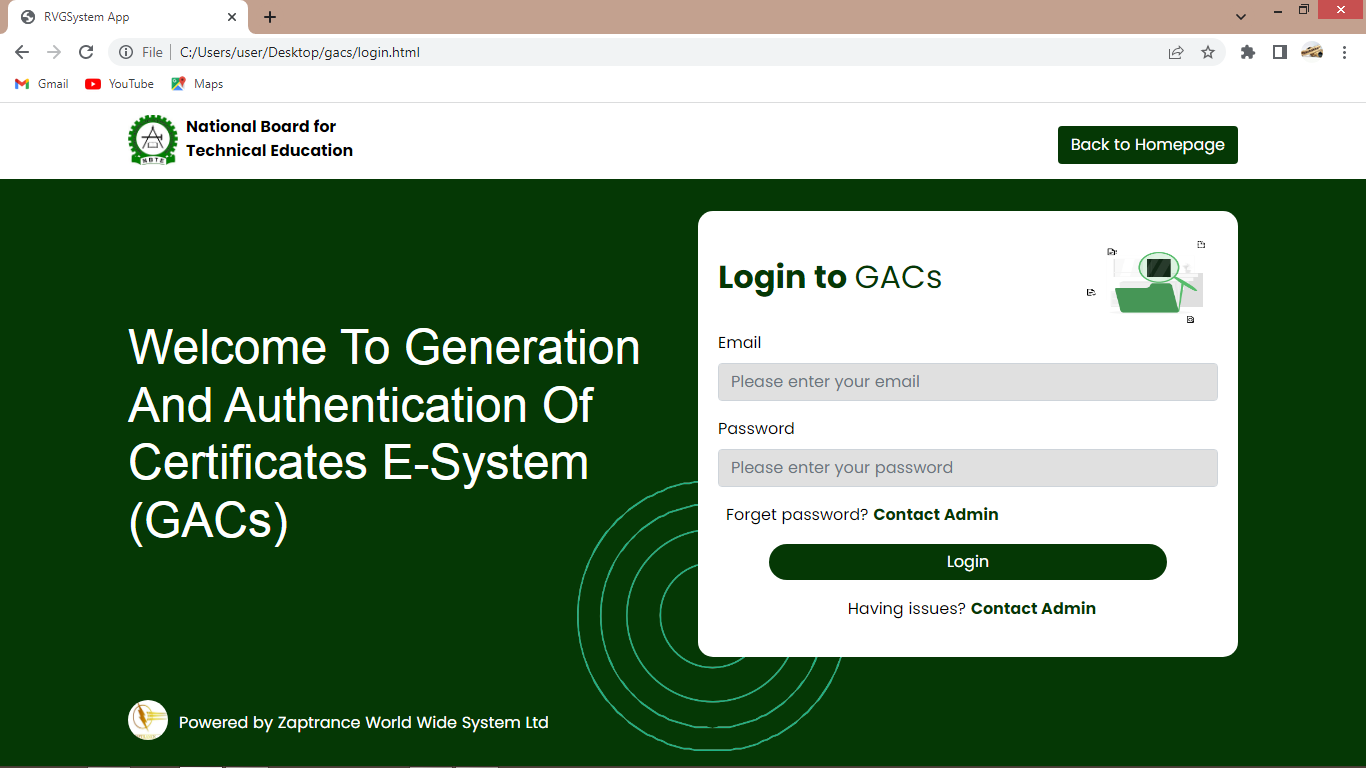 RVGSystem App
File
C:/Users/user/Desktop/gacs/login.html
Gmail
YouTube
Maps
National Board for
Technical Education
NBTE
Back to Homepage
Welcome To Generation
And Authentication Of
Certificates E-System
(GACs)
Login to GACs
Email
Please enter your email
Password
Please enter your password
Forget password? Contact Admin
Login
Having issues? Contact Admin
Powered by Zaptrance World Wide System Ltd